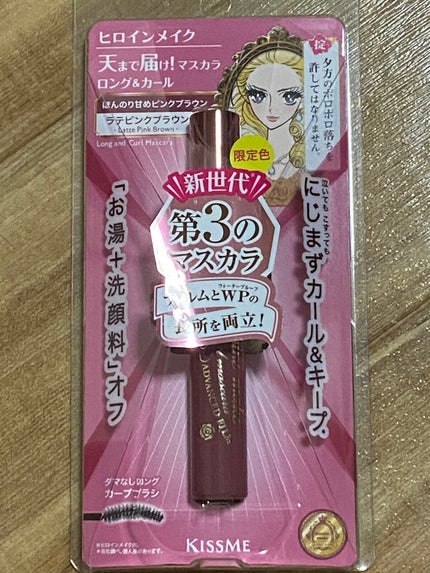 ヒロインメイク
天まで届け!マスカラ
ロング&カール
ほんのり甘めピンクブラウン
ラテピンクブラウン
- Latte Pink Brown -
Long and Curl Mascara
掟
夕方のポロポロ落ちを
許してはなりません。
限定色
新世代
第3の
マスカラ
フィルムとWPの
ウォータープルーフ
長所を両立!
泣いても こすっても
にじまずカール&キープ
「お湯+洗顔料」オフ
mascara
ADVANCED FILM
ダマなしロング
カーブブラシ
KISSME